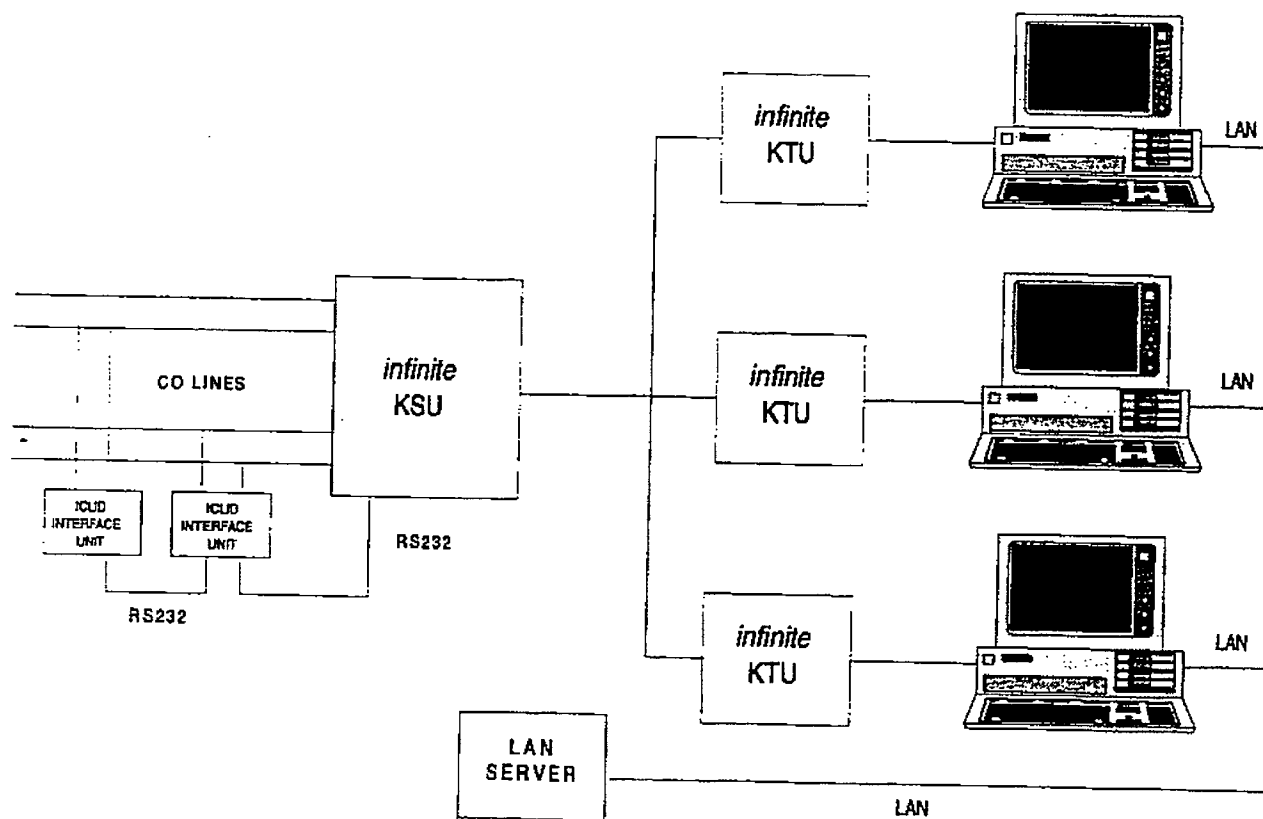 infinite
KTU
LAN
CO LINES
infinite
KSU
infinite
KTU
LAN
ICLID
INTERFACE
UNIT
ICLID
INTERFACE
UNIT
RS232
RS232
infinite
KTU
LAN
LAN
SERVER
LAN